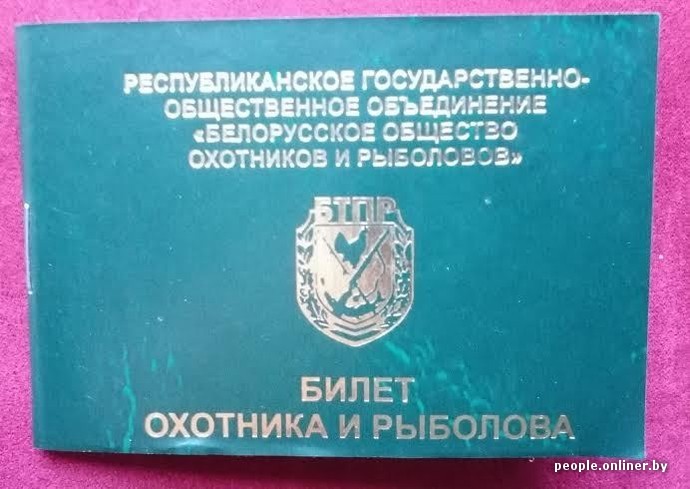 РЕСПУБЛИКАНСКОЕ ГОСУДАРСТВЕННО-
ОБЩЕСТВЕННОЕ ОБЪЕДИНЕНИЕ
«БЕЛОРУССКОЕ ОБЩЕСТВО
ОХОТНИКОВ И РЫБОЛОВОВ»
БТПР
БИЛЕТ
ОХОТНИКА И РЫБОЛОВА
people.onliner.by